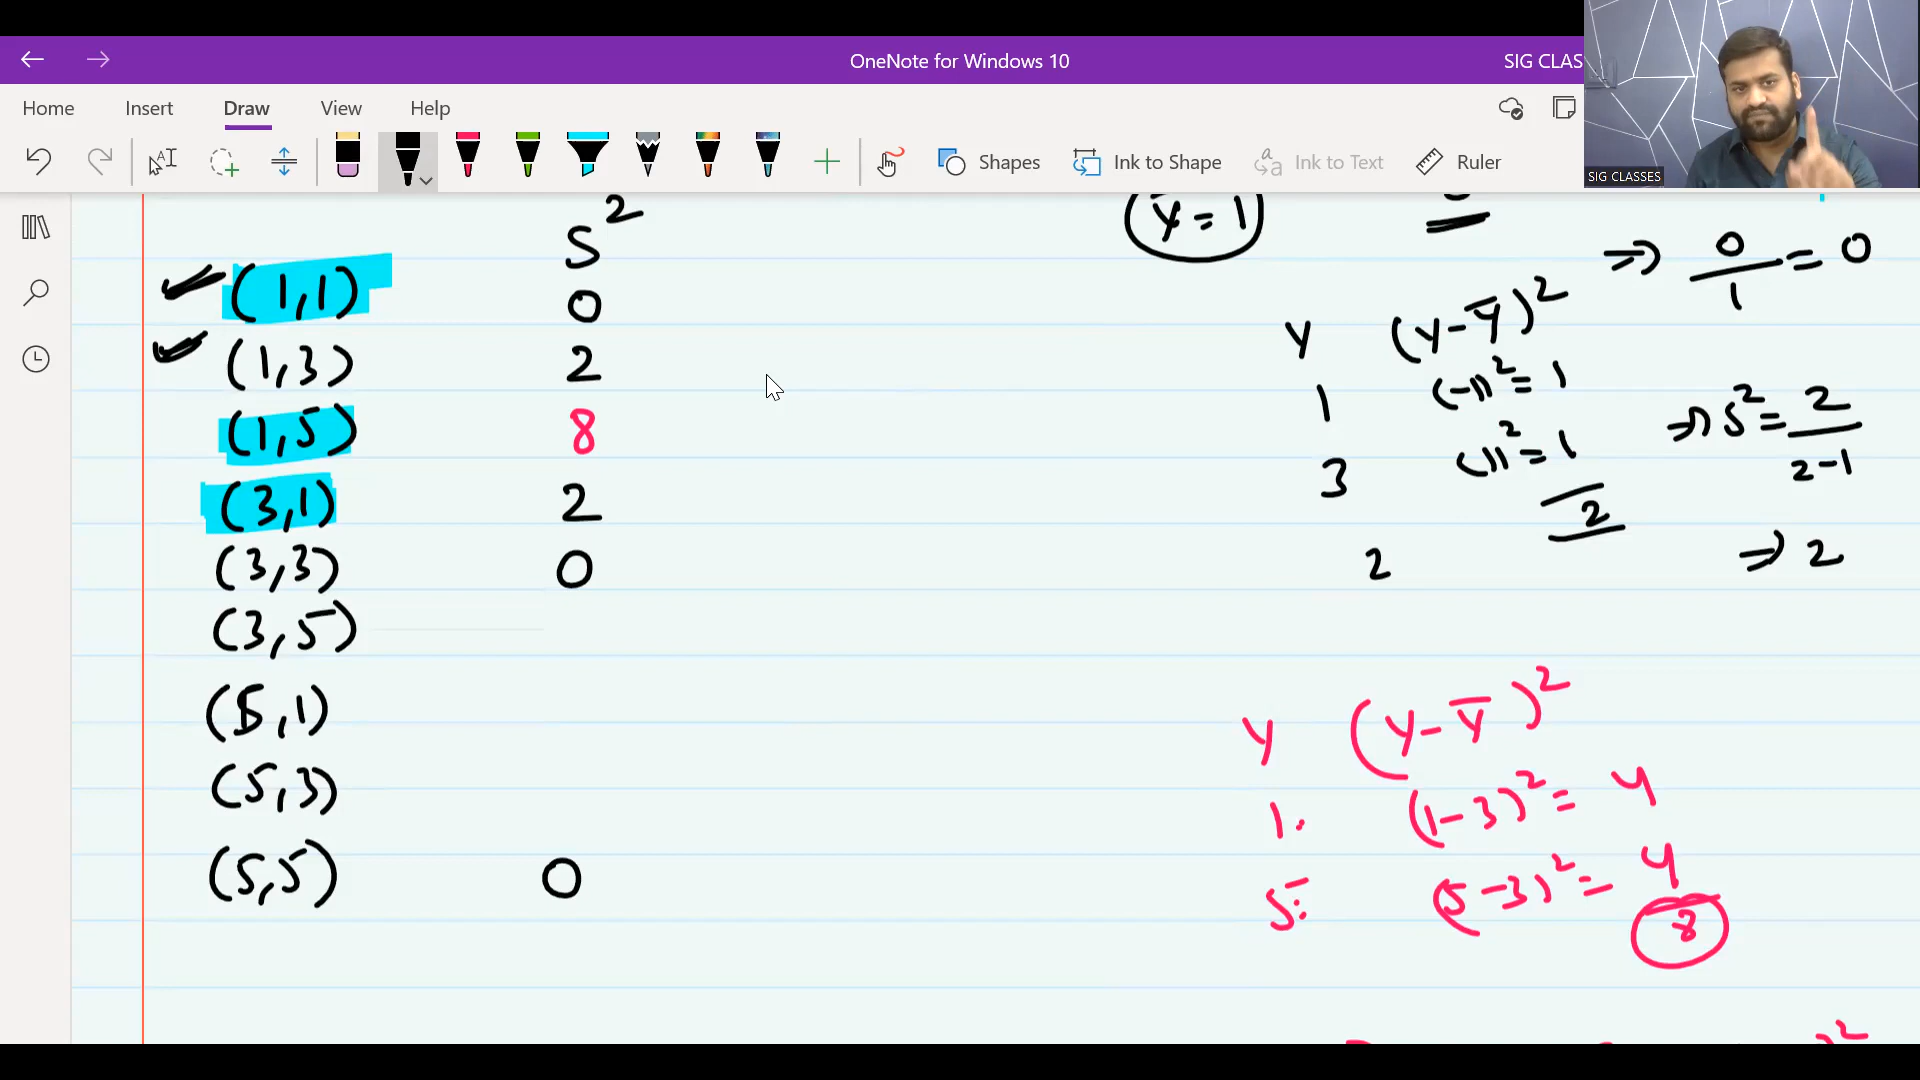 OneNote for Windows 10
SIG CLAS
Home Insert Draw View Help
Shapes Ink to Shape Ink to Text Ruler
SIG CLASSES
S²
(1,1) 0
(1,3) 2
(1,5) 8
(3,1) 2
(3,3) 0
(3,5)
(5,1)
(5,3)
(5,5) 0
(ȳ = 1)
⇒ 0/1 = 0
y (y-ȳ)²
1 (-1)² = 1
3 (1)² = 1
2
2
⇒ S² = 2/2-1
⇒ 2
y (y-ȳ)²
1. (1-3)² = 4
5: (5-3)² = 4
8